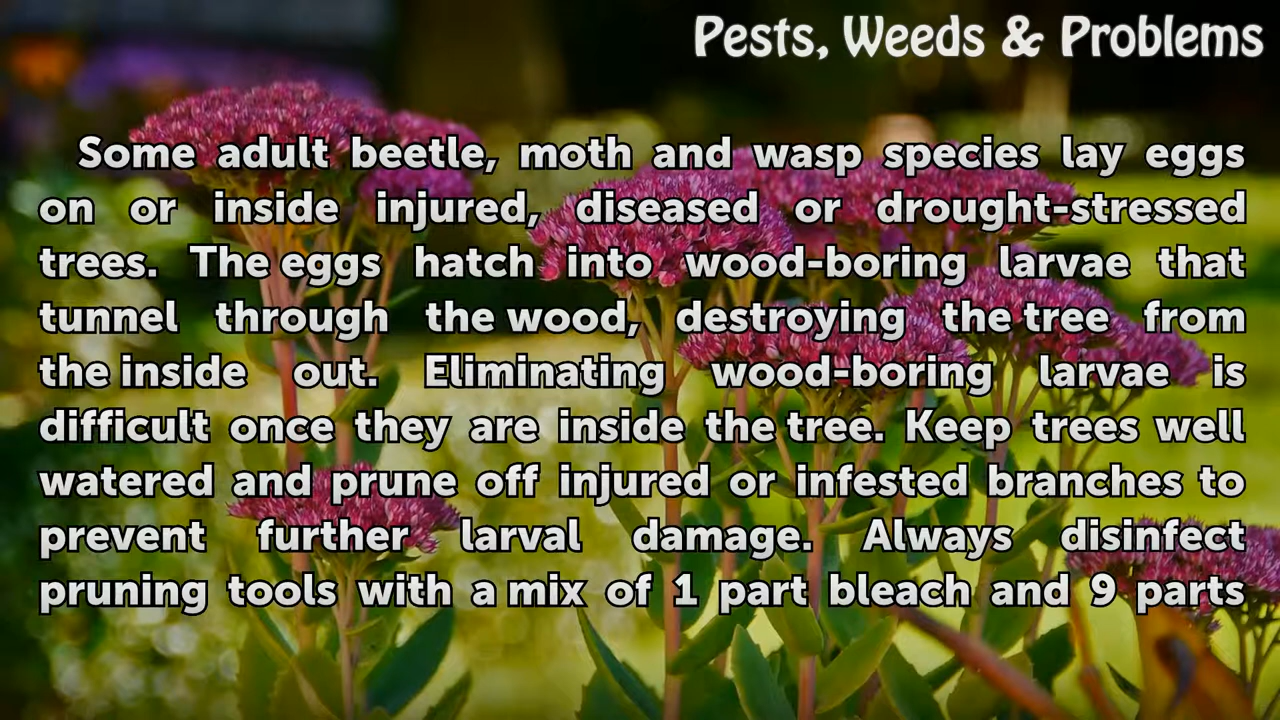 Pests, Weeds & Problems
Some adult beetle, moth and wasp species lay eggs
on or inside injured, diseased or drought-stressed
trees. The eggs hatch into wood-boring larvae that
tunnel through the wood, destroying the tree from
the inside out. Eliminating wood-boring larvae is
difficult once they are inside the tree. Keep trees well
watered and prune off injured or infested branches to
prevent further larval damage. Always disinfect
pruning tools with a mix of 1 part bleach and 9 parts